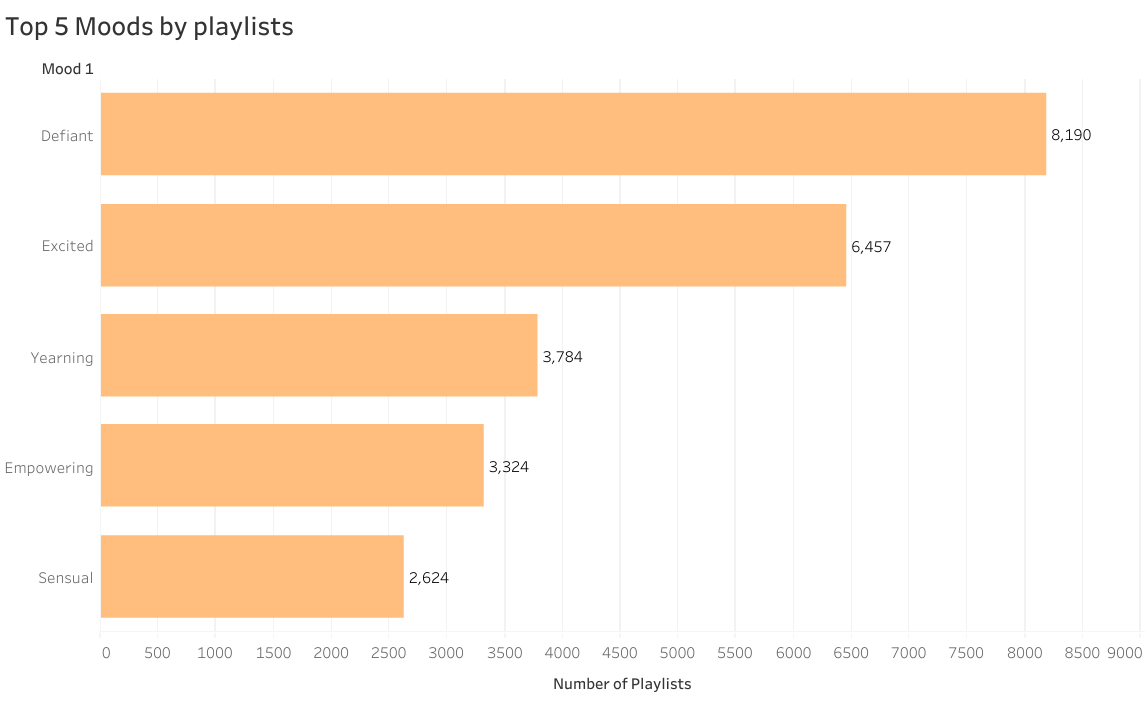 Top 5 Moods by playlists
Mood 1
Defiant 8,190
Excited 6,457
Yearning 3,784
Empowering 3,324
Sensual 2,624
0 500 1000 1500 2000 2500 3000 3500 4000 4500 5000 5500 6000 6500 7000 7500 8000 8500 9000
Number of Playlists